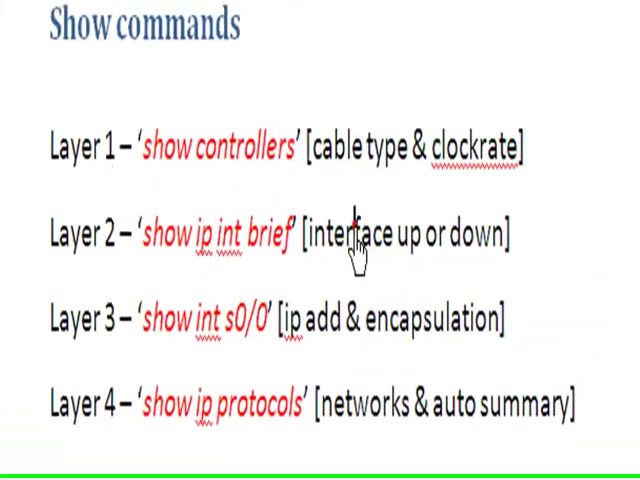 Show commands
Layer 1 – ‘show controllers’ [cable type & clockrate]
Layer 2 – ‘show ip int brief’ [interface up or down]
Layer 3 – ‘show int s0/0’ [ip add & encapsulation]
Layer 4 – ‘show ip protocols’ [networks & auto summary]